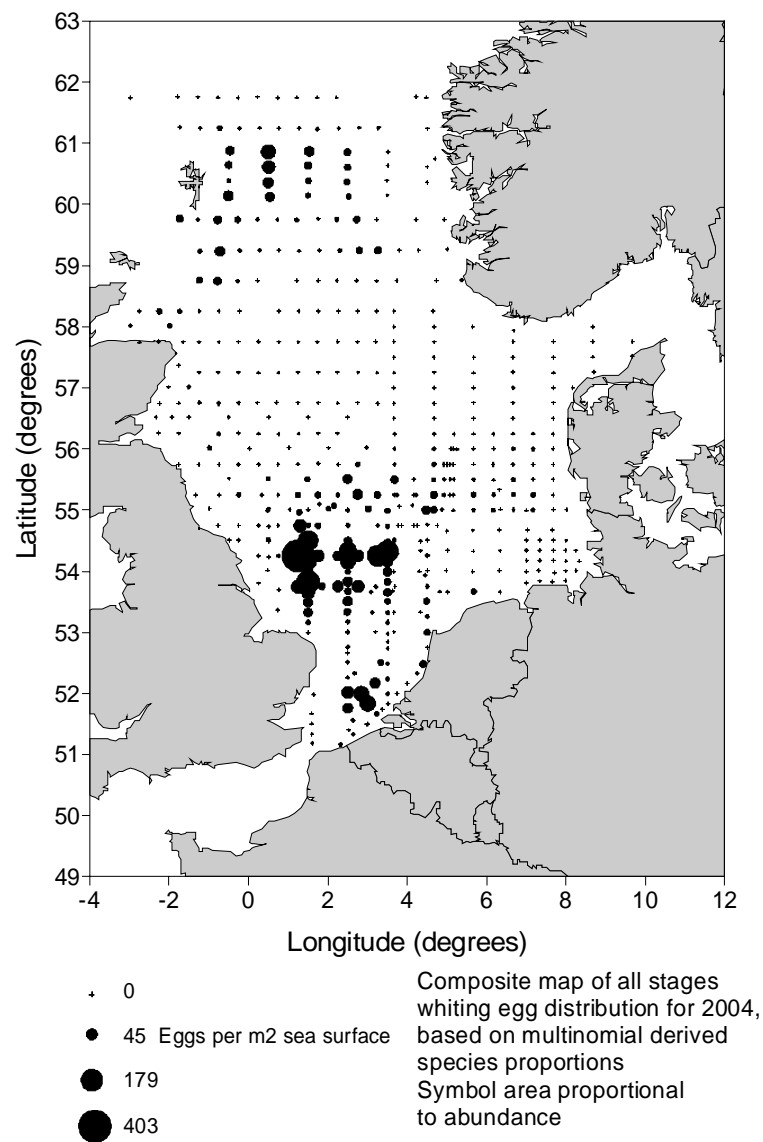 63
62
61
60
59
58
57
56
55
54
53
52
51
50
49
Latitude (degrees)
-4 -2 0 2 4 6 8 10 12
Longitude (degrees)
0
45 Eggs per m2 sea surface
179
403
Composite map of all stages
whiting egg distribution for 2004,
based on multinomial derived
species proportions
Symbol area proportional
to abundance